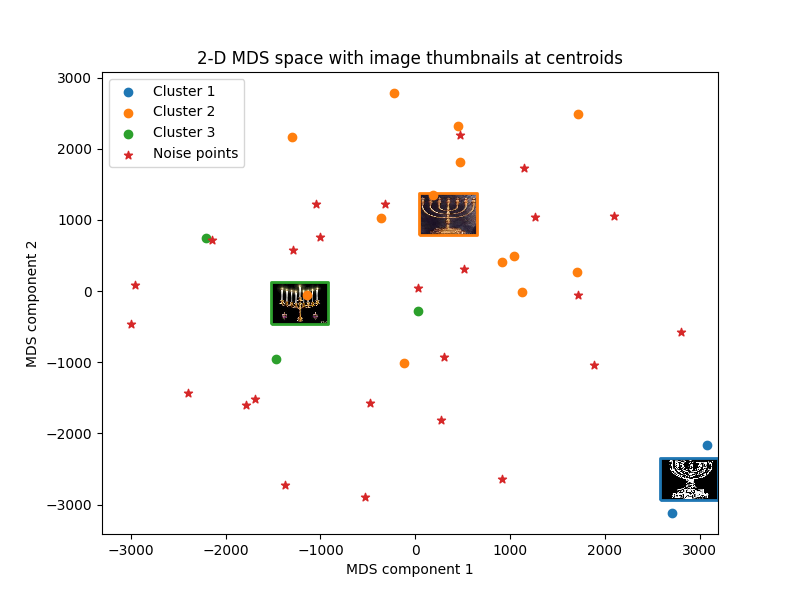 2-D MDS space with image thumbnails at centroids
Cluster 1
Cluster 2
Cluster 3
Noise points
3000
2000
1000
0
−1000
−2000
−3000
MDS component 2
−3000 −2000 −1000 0 1000 2000 3000
MDS component 1